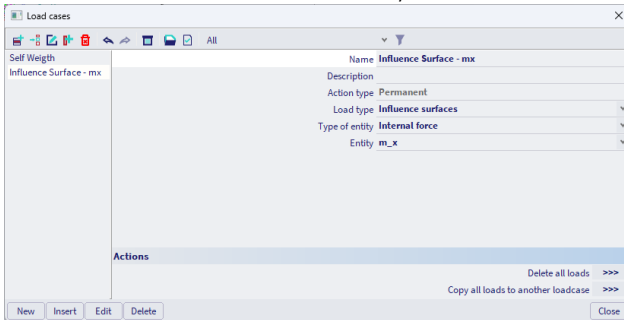 Load cases
All
Self Weigth
Influence Surface - mx
Name Influence Surface - mx
Description
Action type Permanent
Load type Influence surfaces
Type of entity Internal force
Entity m_x
Actions
Delete all loads >>>
Copy all loads to another loadcase >>>
New Insert Edit Delete Close